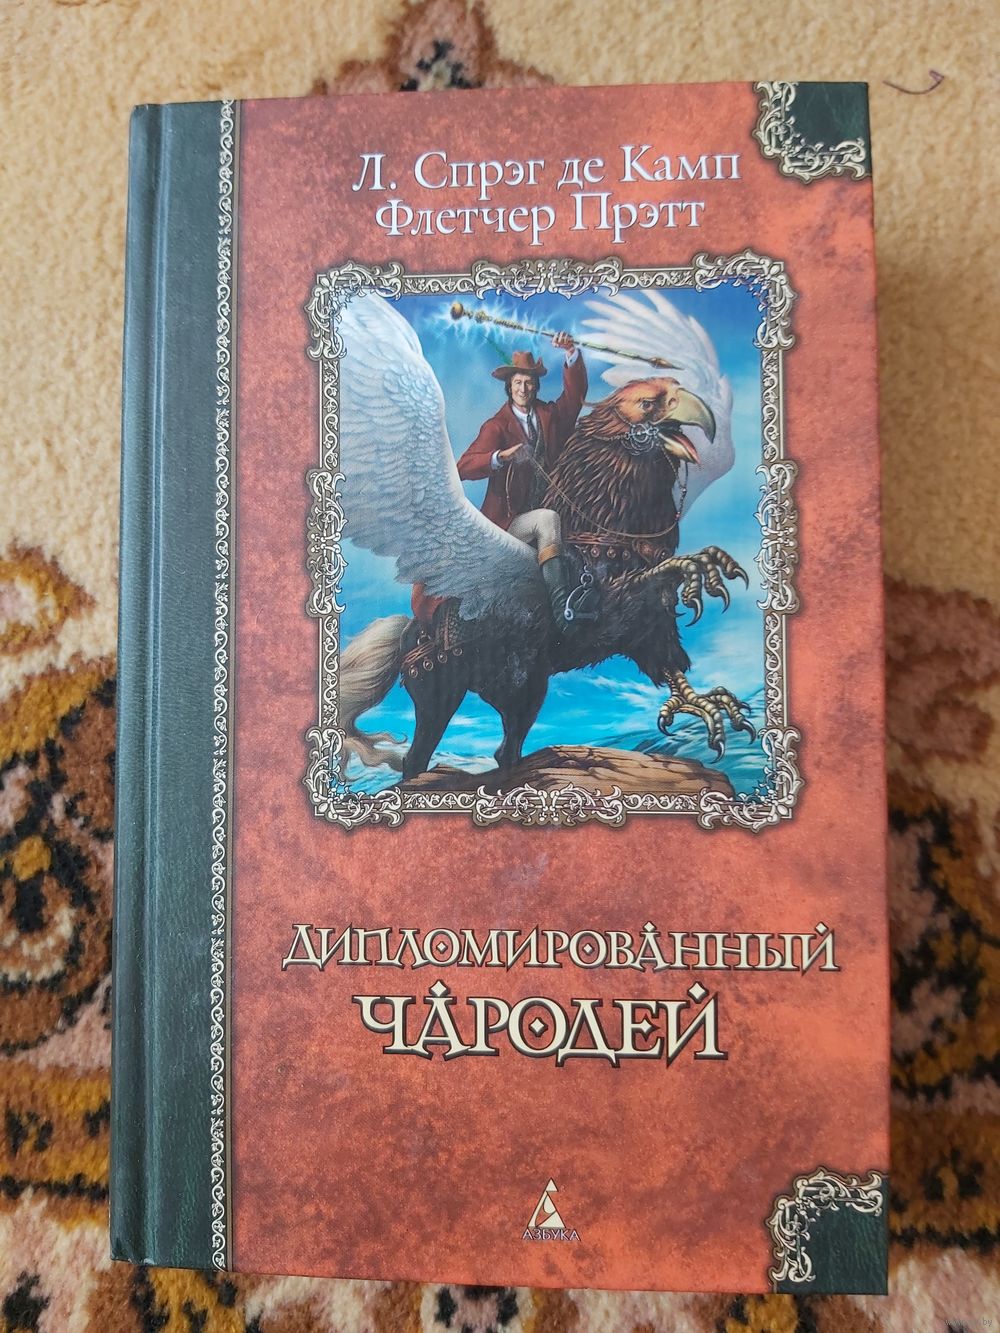 Л. Спрэг де Камп
Флетчер Прэтт
ДИПЛОМИРОВАННЫЙ
ЧАРОДЕЙ
АЗБУКА